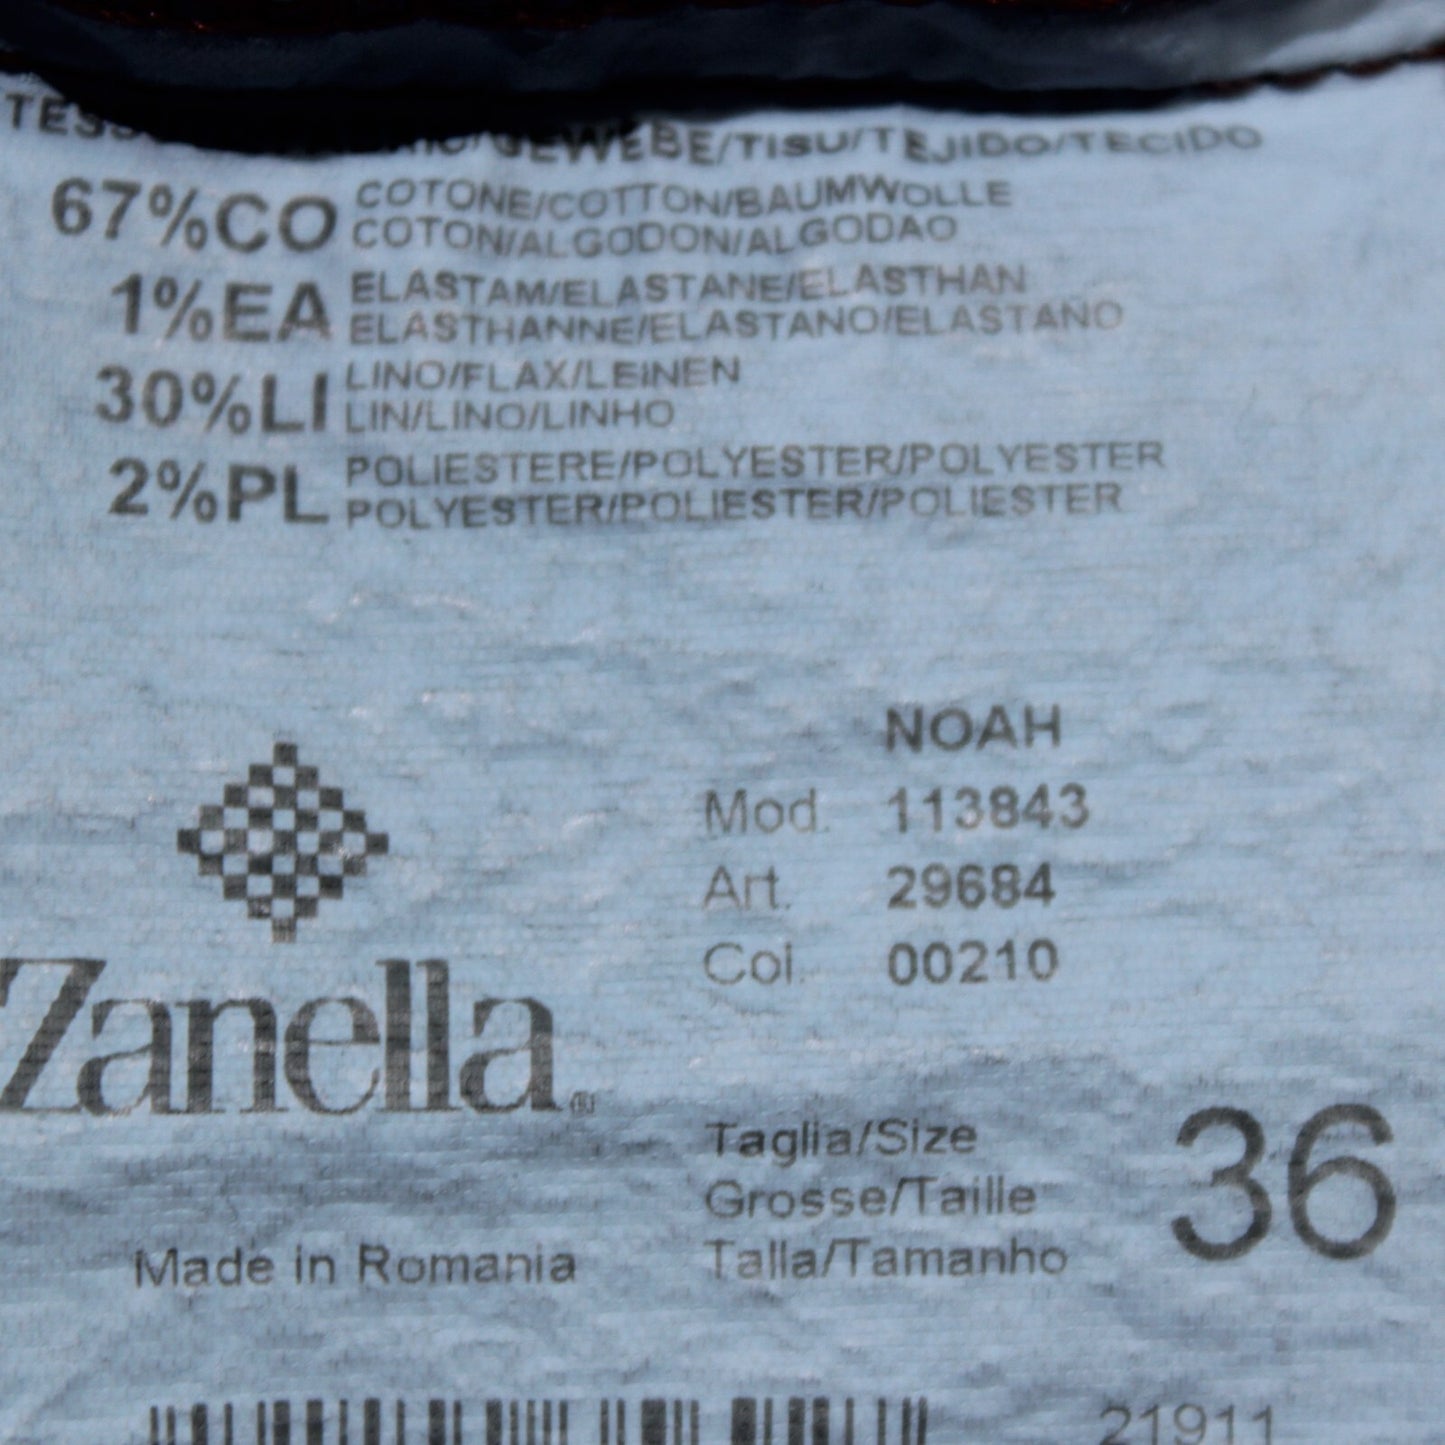 GEWEBE/TISU/TEJIDO/TECIDO
67%CO COTONE/COTTON/BAUMWOLLE
COTON/ALGODON/ALGODAO
1%EA ELASTAM/ELASTANE/ELASTHAN
ELASTHANNE/ELASTANO/ELASTANO
30%LI LINO/FLAX/LEINEN
LIN/LINO/LINHO
2%PL POLIESTERE/POLYESTER/POLYESTER
POLYESTER/POLIESTER/POLIESTER
NOAH
Mod. 113843
Art. 29684
Col. 00210
Zanella®
Taglia/Size
Grosse/Taille
Talla/Tamanho
36
Made in Romania
21911